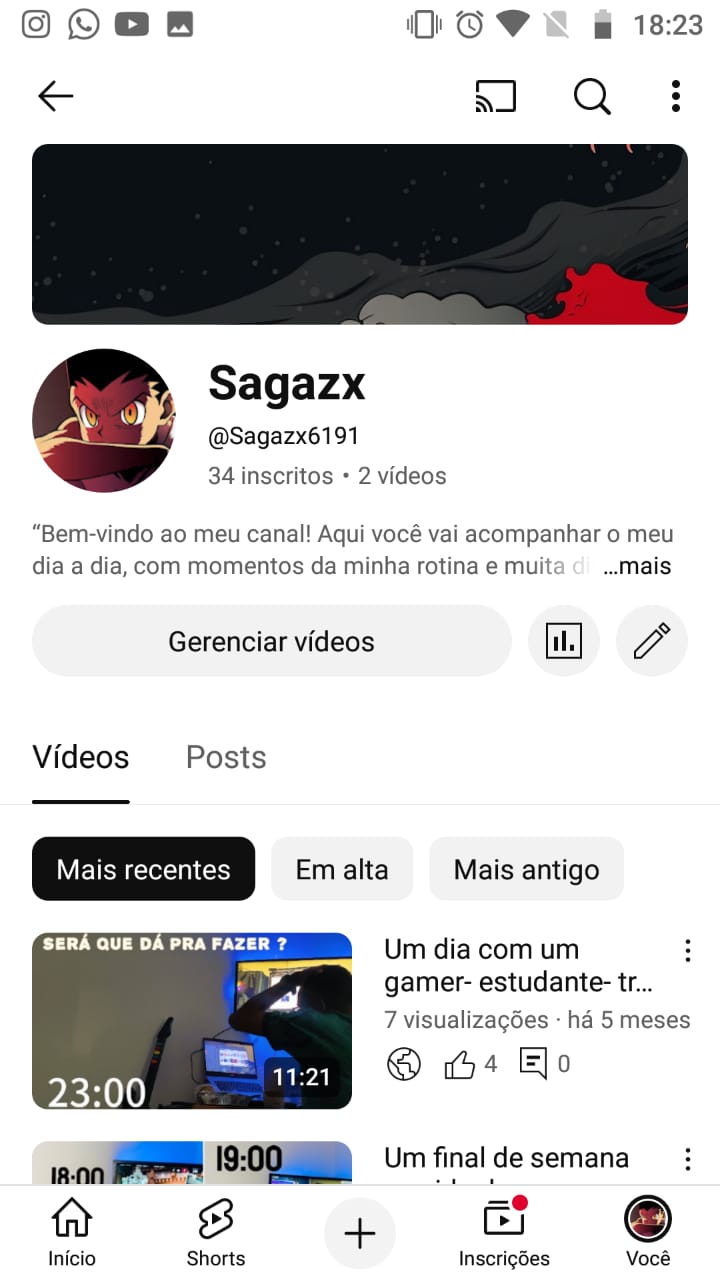 18:23
Sagazx
@Sagazx6191
34 inscritos • 2 vídeos
“Bem-vindo ao meu canal! Aqui você vai acompanhar o meu
dia a dia, com momentos da minha rotina e muita di ...mais
Gerenciar vídeos
Vídeos Posts
Mais recentes Em alta Mais antigo
SERÁ QUE DÁ PRA FAZER ?
23:00
11:21
Um dia com um
gamer- estudante- tr...
7 visualizações · há 5 meses
4 0
18:00 19:00
Um final de semana
Início Shorts Inscrições Você